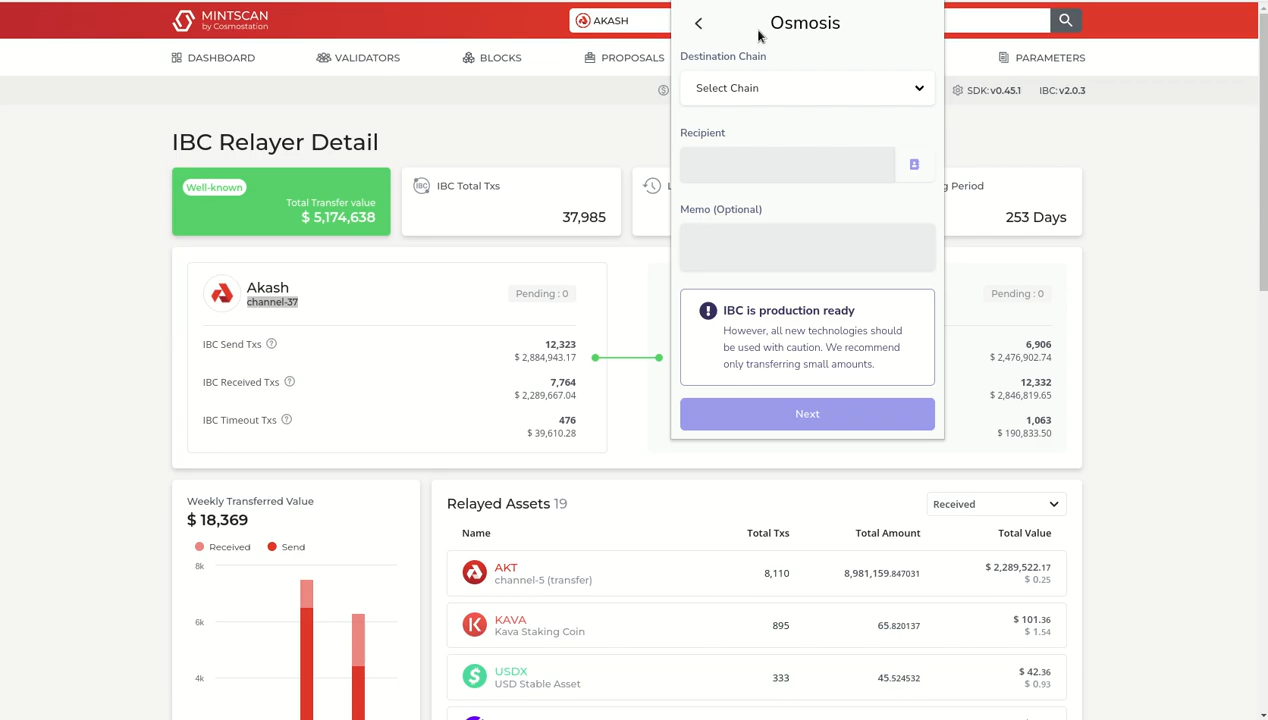 MINTSCAN
by Cosmostation
AKASH
DASHBOARD
VALIDATORS
BLOCKS
PROPOSALS
PARAMETERS
SDK: v0.45.1
IBC: v2.0.3
Osmosis
Destination Chain
Select Chain
Recipient
Memo (Optional)
IBC is production ready
However, all new technologies should
be used with caution. We recommend
only transferring small amounts.
Next
IBC Relayer Detail
Well-known
Total Transfer value
$ 5,174,638
IBC
IBC Total Txs
37,985
g Period
253 Days
Akash
channel-37
Pending : 0
IBC Send Txs
12,323
$ 2,884,943.17
IBC Received Txs
7,764
$ 2,289,667.04
IBC Timeout Txs
476
$ 39,610.28
Pending : 0
6,906
$ 2,476,902.74
12,332
$ 2,846,819.65
1,063
$ 190,833.50
Weekly Transferred Value
$ 18,369
Received
Send
8k
6k
4k
Relayed Assets 19
Received
Name
Total Txs
Total Amount
Total Value
AKT
channel-5 (transfer)
8,110
8,981,159.847031
$ 2,289,522.17
$ 0.25
KAVA
Kava Staking Coin
895
65.820137
$ 101.36
$ 1.54
USDX
USD Stable Asset
333
45.524532
$ 42.36
$ 0.93